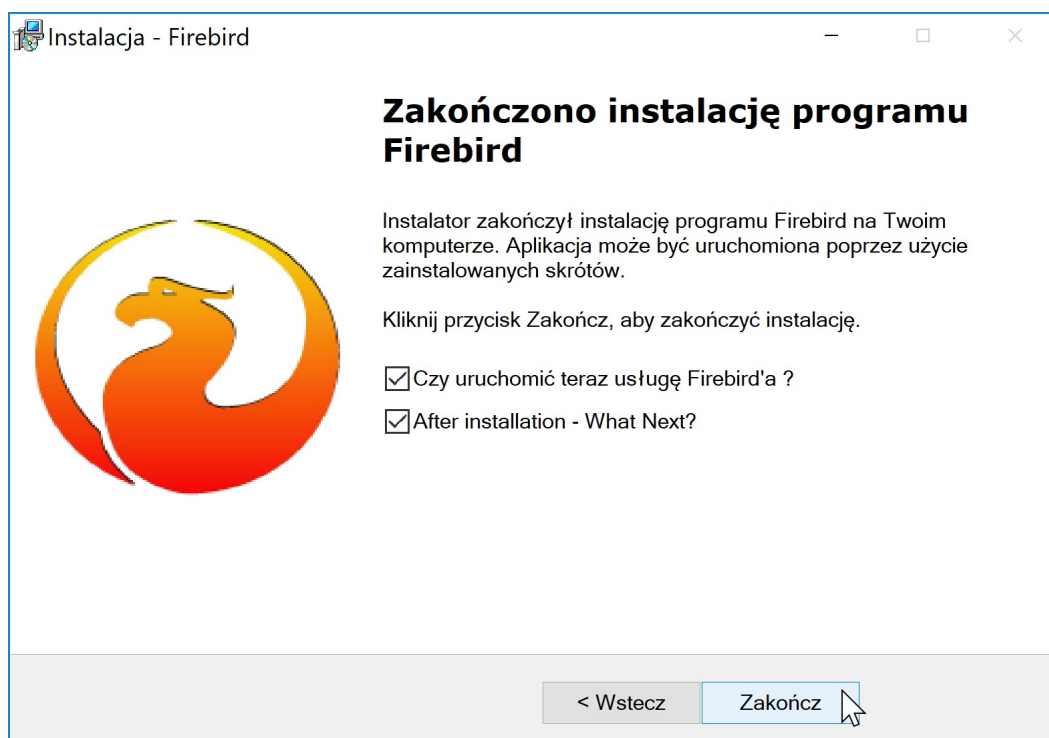 Instalacja - Firebird
Zakończono instalację programu
Firebird
Instalator zakończył instalację programu Firebird na Twoim
komputerze. Aplikacja może być uruchomiona poprzez użycie
zainstalowanych skrótów.
Kliknij przycisk Zakończ, aby zakończyć instalację.
Czy uruchomić teraz usługę Firebird'a ?
After installation - What Next?
< Wstecz
Zakończ